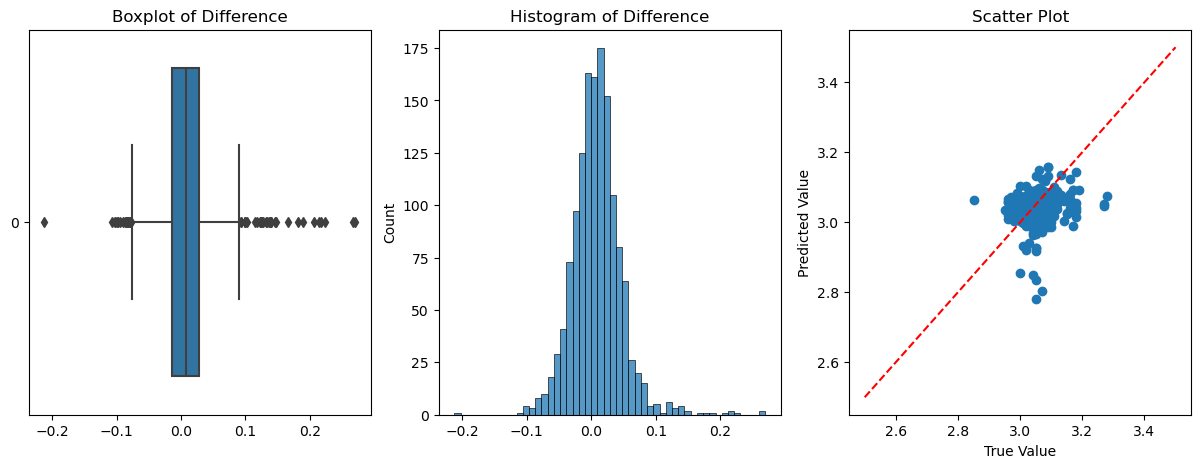 Boxplot of Difference
0
−0.2 −0.1 0.0 0.1 0.2
Histogram of Difference
Count
175
150
125
100
75
50
25
0
−0.2 −0.1 0.0 0.1 0.2
Scatter Plot
Predicted Value
3.4
3.2
3.0
2.8
2.6
2.6 2.8 3.0 3.2 3.4
True Value